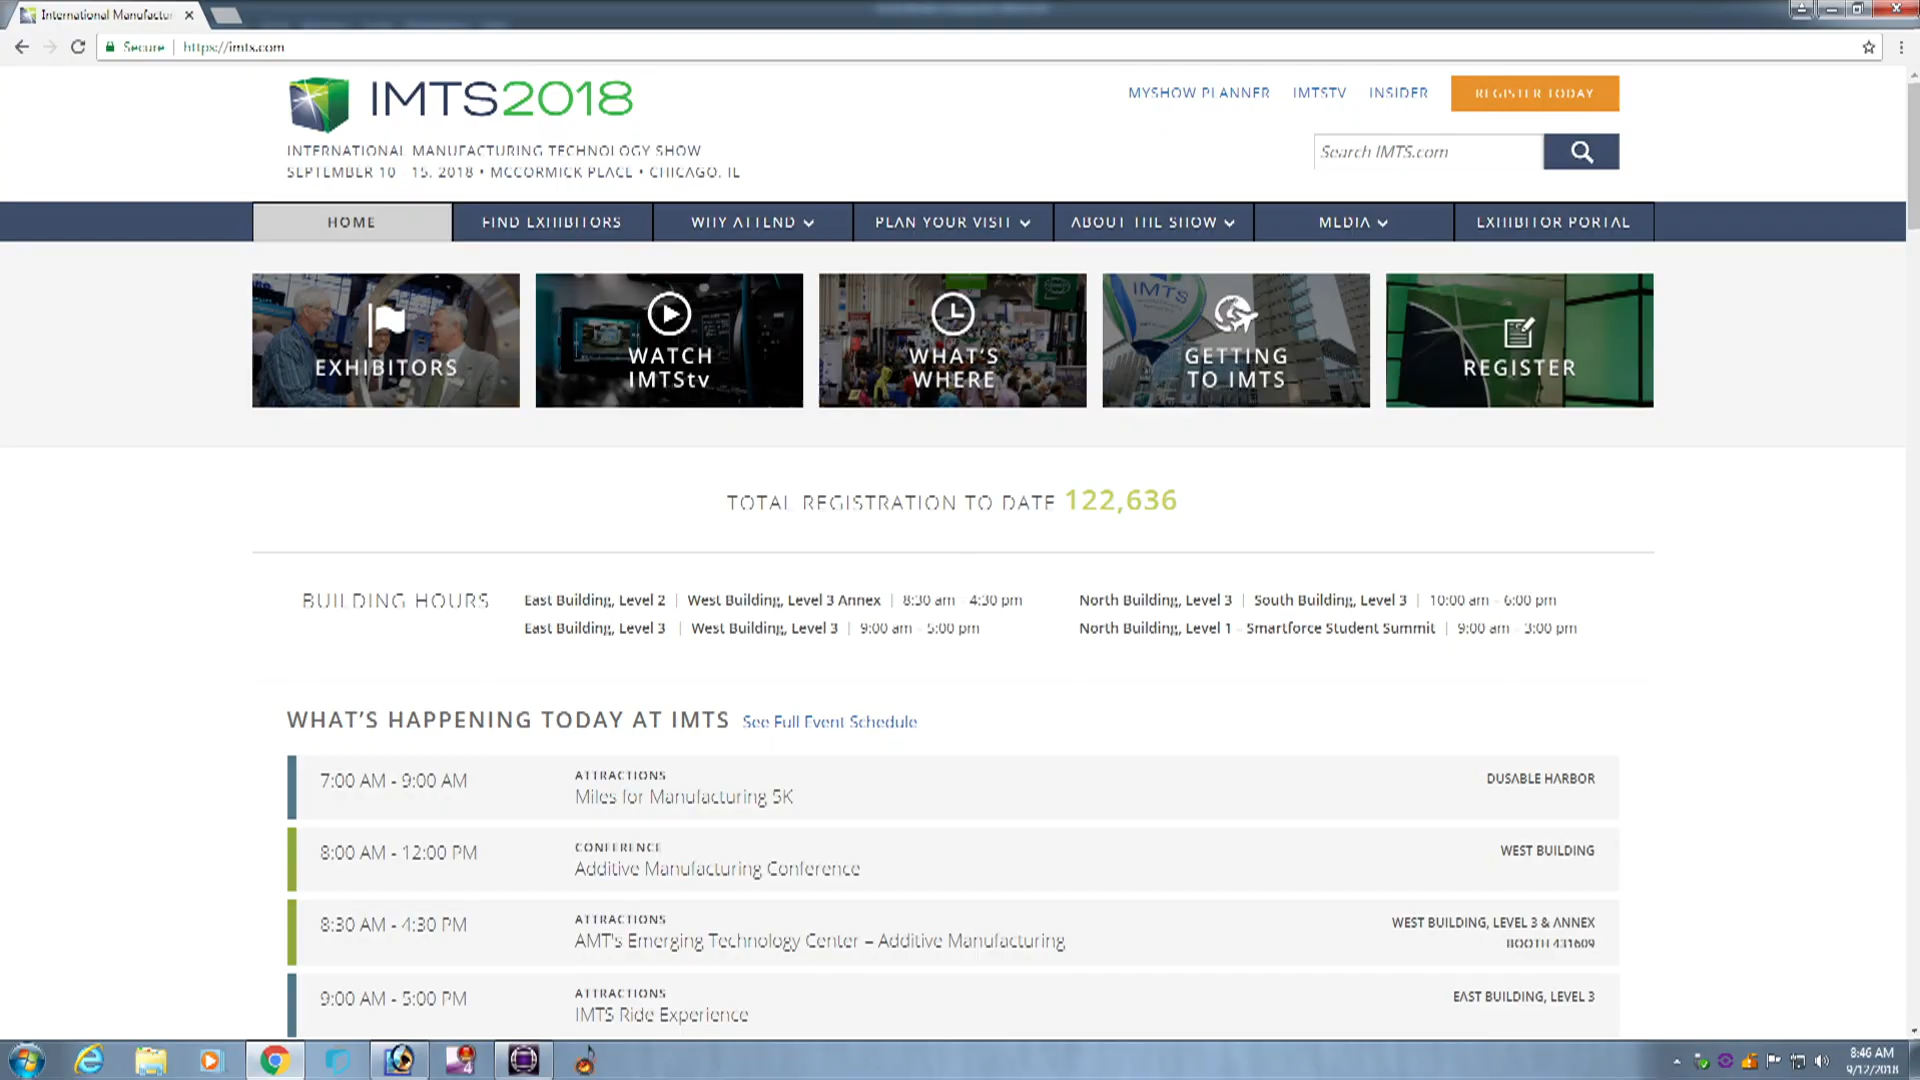 International Manufactur
Secure | https://imts.com
IMTS2018
MYSHOW PLANNER IMTSTV INSIDER REGISTER TODAY
INTERNATIONAL MANUFACTURING TECHNOLOGY SHOW
Search IMTS.com
SEPTEMBER 10 - 15, 2018 • MCCORMICK PLACE • CHICAGO, IL
HOME FIND EXHIBITORS WHY ATTEND PLAN YOUR VISIT ABOUT THE SHOW MEDIA EXHIBITOR PORTAL
EXHIBITORS
WATCH
IMTStv
WHAT'S
WHERE
IMTS
GETTING
TO IMTS
REGISTER
TOTAL REGISTRATION TO DATE 122,636
BUILDING HOURS
East Building, Level 2 | West Building, Level 3 Annex | 8:30 am - 4:30 pm
East Building, Level 3 | West Building, Level 3 | 9:00 am - 5:00 pm
North Building, Level 3 | South Building, Level 3 | 10:00 am - 6:00 pm
North Building, Level 1 - Smartforce Student Summit | 9:00 am - 3:00 pm
WHAT'S HAPPENING TODAY AT IMTS See Full Event Schedule
7:00 AM - 9:00 AM
ATTRACTIONS
Miles for Manufacturing 5K
DUSABLE HARBOR
8:00 AM - 12:00 PM
CONFERENCE
Additive Manufacturing Conference
WEST BUILDING
8:30 AM - 4:30 PM
ATTRACTIONS
AMT's Emerging Technology Center – Additive Manufacturing
WEST BUILDING, LEVEL 3 & ANNEX
BOOTH 431609
9:00 AM - 5:00 PM
ATTRACTIONS
IMTS Ride Experience
EAST BUILDING, LEVEL 3
8:46 AM
9/12/2018